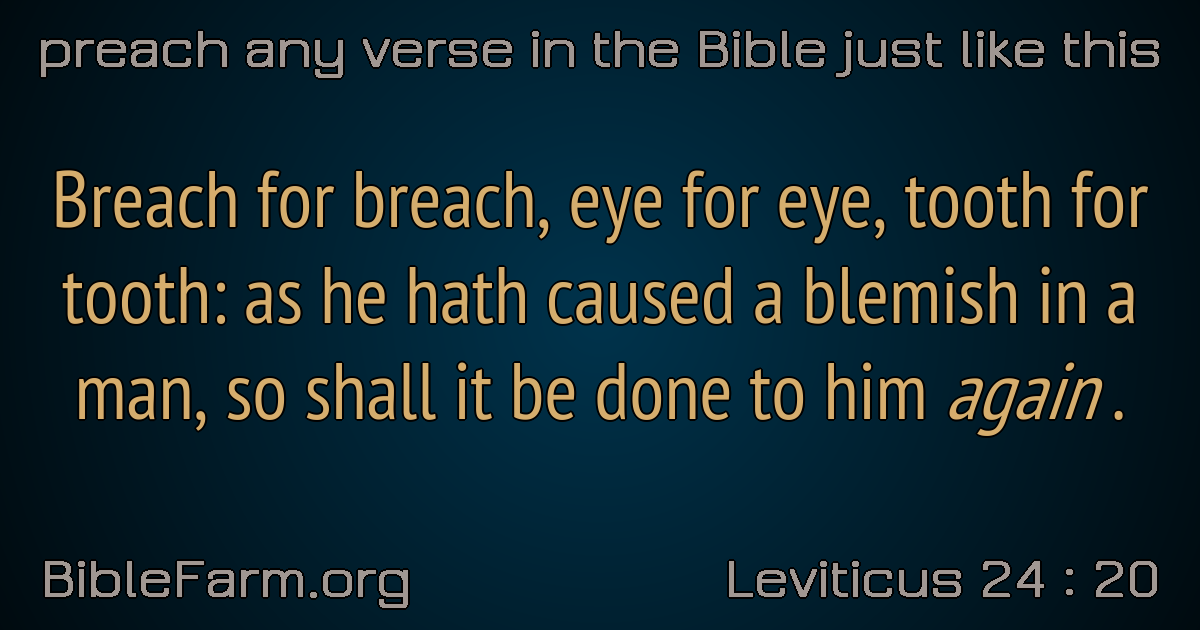 preach any verse in the Bible just like this
Breach for breach, eye for eye, tooth for
tooth: as he hath caused a blemish in a
man, so shall it be done to him again .
BibleFarm.org
Leviticus 24 : 20